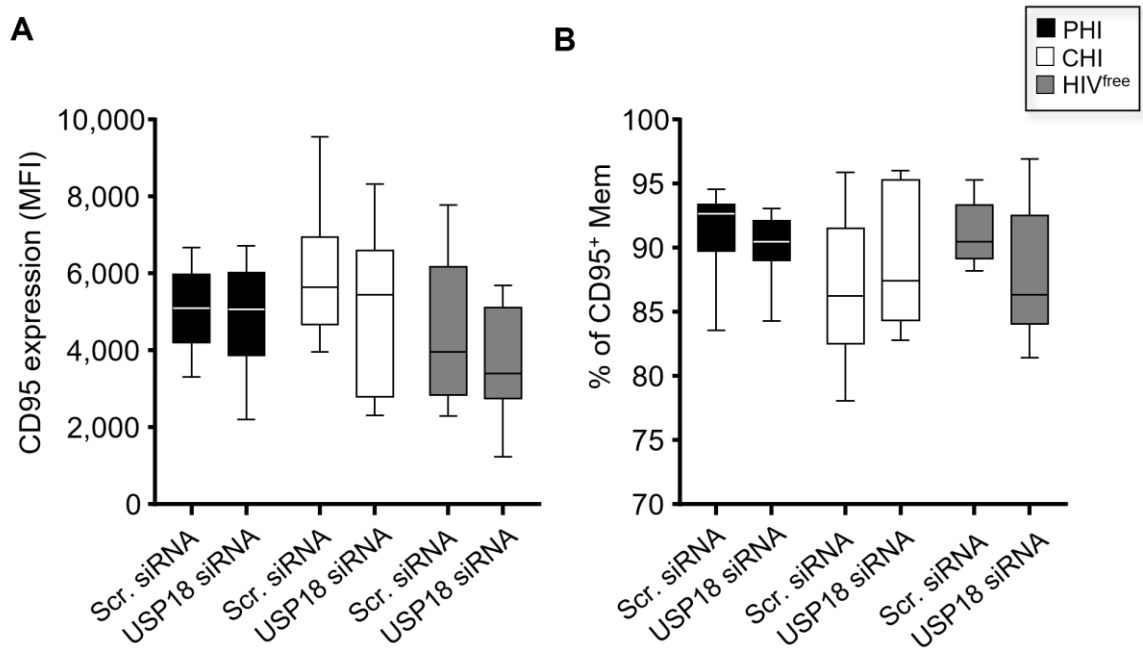 A
CD95 expression (MFI)
10,000
8,000
6,000
4,000
2,000
0
Scr. siRNA
USP18 siRNA
Scr. siRNA
USP18 siRNA
Scr. siRNA
USP18 siRNA
B
PHI
CHI
HIVfree
% of CD95+ Mem
100
95
90
85
80
75
70
Scr. siRNA
USP18 siRNA
Scr. siRNA
USP18 siRNA
Scr. siRNA
USP18 siRNA